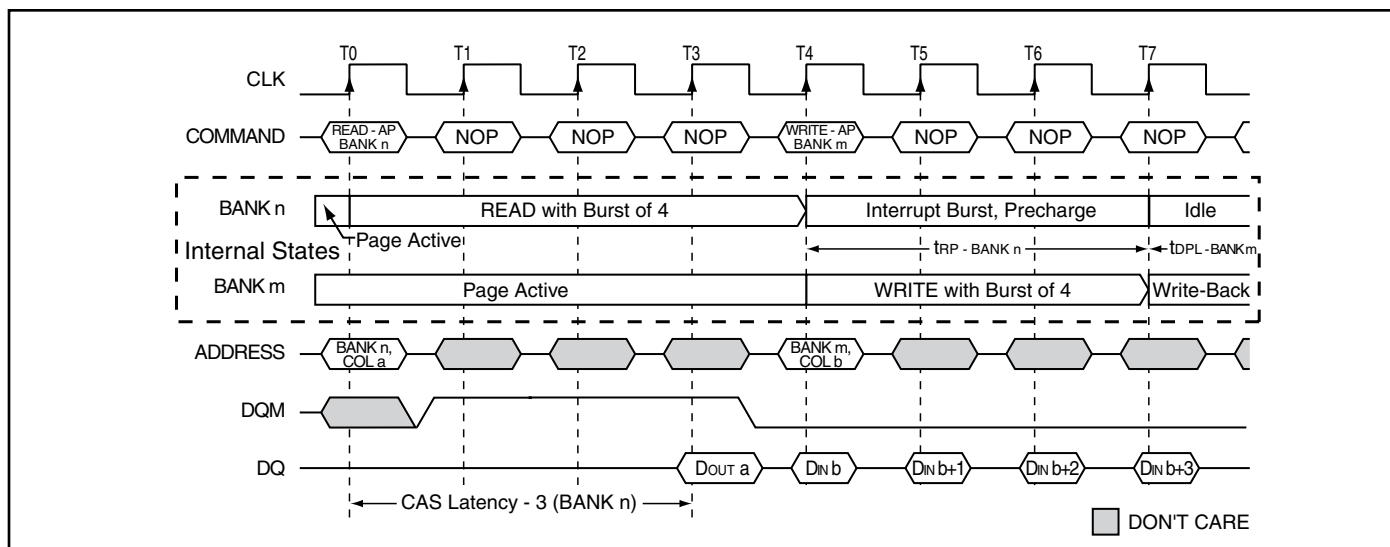 T0 T1 T2 T3 T4 T5 T6 T7
CLK
COMMAND READ - AP BANK n NOP NOP NOP WRITE - AP BANK m NOP NOP NOP
BANK n READ with Burst of 4 Interrupt Burst, Precharge Idle
Page Active
Internal States
tRP - BANK n tDPL - BANK m
BANK m Page Active WRITE with Burst of 4 Write-Back
ADDRESS BANK n, COL a BANK m, COL b
DQM
DQ DOUT a DIN b DIN b+1 DIN b+2 DIN b+3
CAS Latency - 3 (BANK n)
DON'T CARE